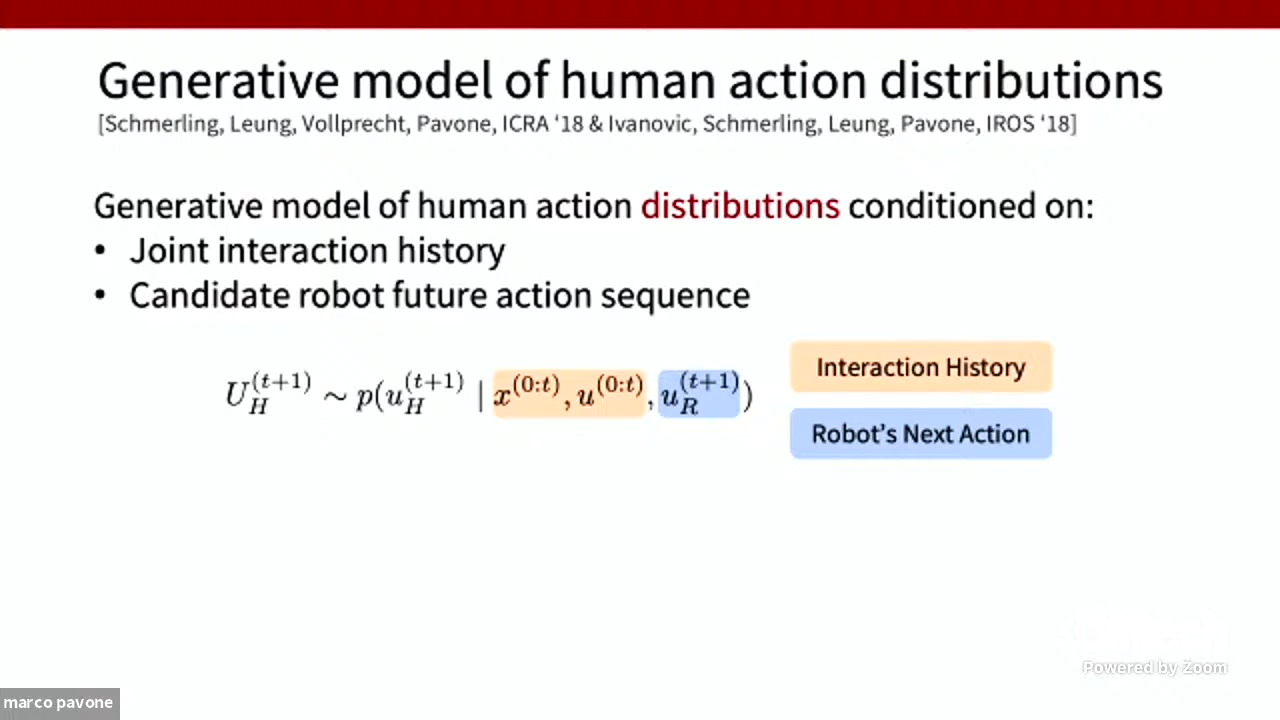 Generative model of human action distributions
[Schmerling, Leung, Vollprecht, Pavone, ICRA ‘18 & Ivanovic, Schmerling, Leung, Pavone, IROS ‘18]
Generative model of human action distributions conditioned on:
• Joint interaction history
• Candidate robot future action sequence
U_H^{(t+1)} ∼ p(u_H^{(t+1)} | x^{(0:t)}, u^{(0:t)}, u_R^{(t+1)})
Interaction History
Robot’s Next Action
Powered by Zoom
marco pavone